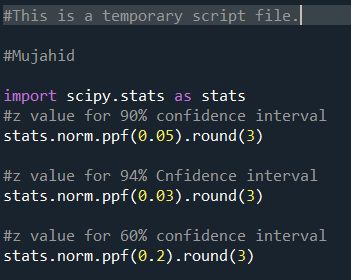 #This is a temporary script file.
#Mujahid
import scipy.stats as stats
#z value for 90% confidence interval
stats.norm.ppf(0.05).round(3)
#z value for 94% Cnfidence interval
stats.norm.ppf(0.03).round(3)
#z value for 60% confidence interval
stats.norm.ppf(0.2).round(3)